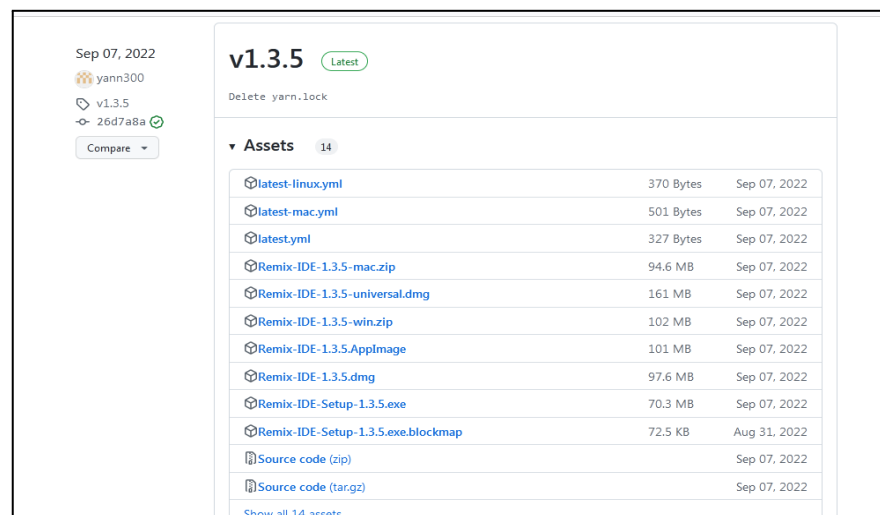 Sep 07, 2022
yann300
v1.3.5
26d7a8a
Compare
v1.3.5 Latest
Delete yarn.lock
Assets 14
latest-linux.yml 370 Bytes Sep 07, 2022
latest-mac.yml 501 Bytes Sep 07, 2022
latest.yml 327 Bytes Sep 07, 2022
Remix-IDE-1.3.5-mac.zip 94.6 MB Sep 07, 2022
Remix-IDE-1.3.5-universal.dmg 161 MB Sep 07, 2022
Remix-IDE-1.3.5-win.zip 102 MB Sep 07, 2022
Remix-IDE-1.3.5.AppImage 101 MB Sep 07, 2022
Remix-IDE-1.3.5.dmg 97.6 MB Sep 07, 2022
Remix-IDE-Setup-1.3.5.exe 70.3 MB Sep 07, 2022
Remix-IDE-Setup-1.3.5.exe.blockmap 72.5 KB Aug 31, 2022
Source code (zip) Sep 07, 2022
Source code (tar.gz) Sep 07, 2022
Show all 14 assets